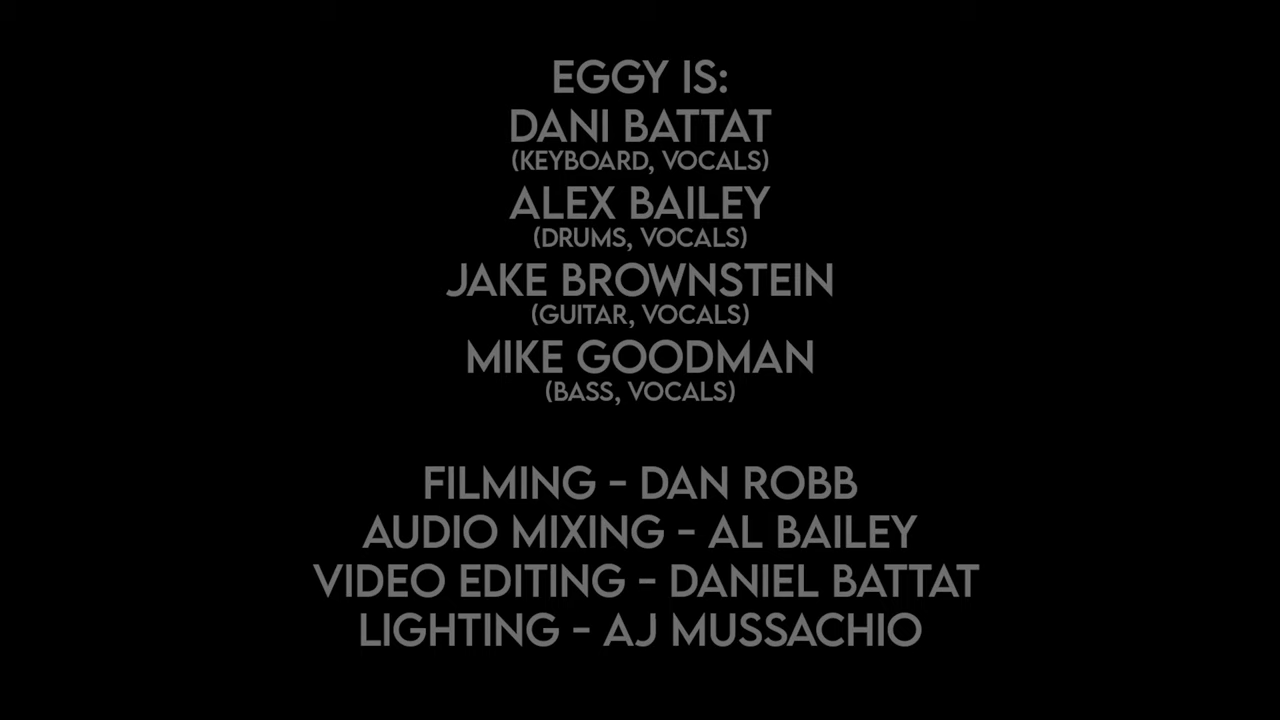 EGGY IS:
DANI BATTAT
(KEYBOARD, VOCALS)
ALEX BAILEY
(DRUMS, VOCALS)
JAKE BROWNSTEIN
(GUITAR, VOCALS)
MIKE GOODMAN
(BASS, VOCALS)
FILMING - DAN ROBB
AUDIO MIXING - AL BAILEY
VIDEO EDITING - DANIEL BATTAT
LIGHTING - AJ MUSSACHIO